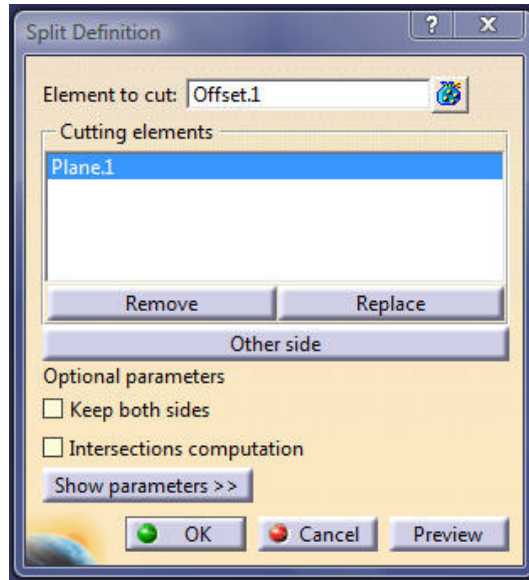 Split Definition
? X
Element to cut: Offset.1
Cutting elements
Plane.1
Remove Replace
Other side
Optional parameters
Keep both sides
Intersections computation
Show parameters >>
OK Cancel Preview